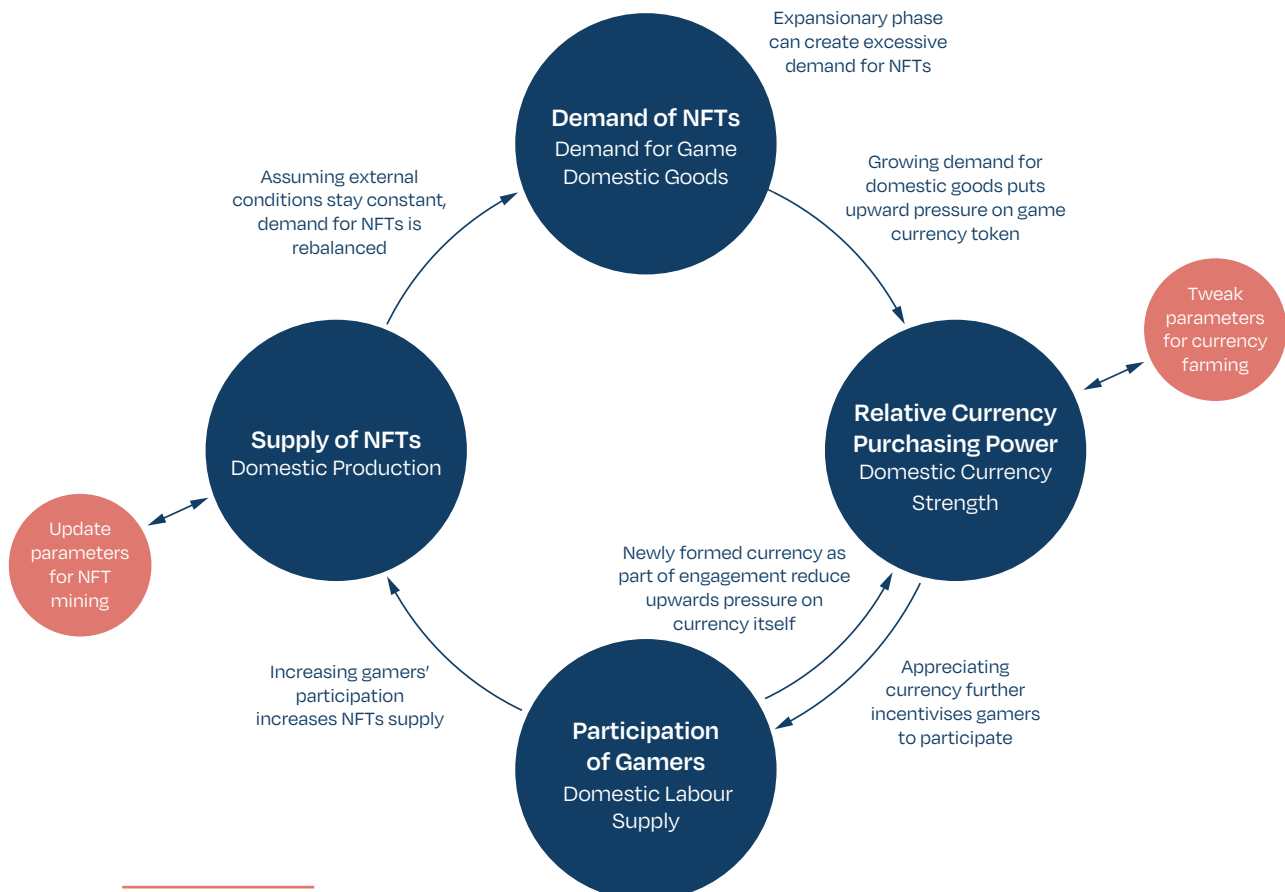 Expansionary phase
can create excessive
demand for NFTs
Demand of NFTs
Demand for Game
Domestic Goods
Growing demand for
domestic goods puts
upward pressure on game
currency token
Assuming external
conditions stay constant,
demand for NFTs is
rebalanced
Tweak
parameters
for currency
farming
Relative Currency
Purchasing Power
Domestic Currency
Strength
Supply of NFTs
Domestic Production
Update
parameters
for NFT
mining
Newly formed currency as
part of engagement reduce
upwards pressure on
currency itself
Increasing gamers’
participation
increases NFTs supply
Appreciating
currency further
incentivises gamers
to participate
Participation
of Gamers
Domestic Labour
Supply